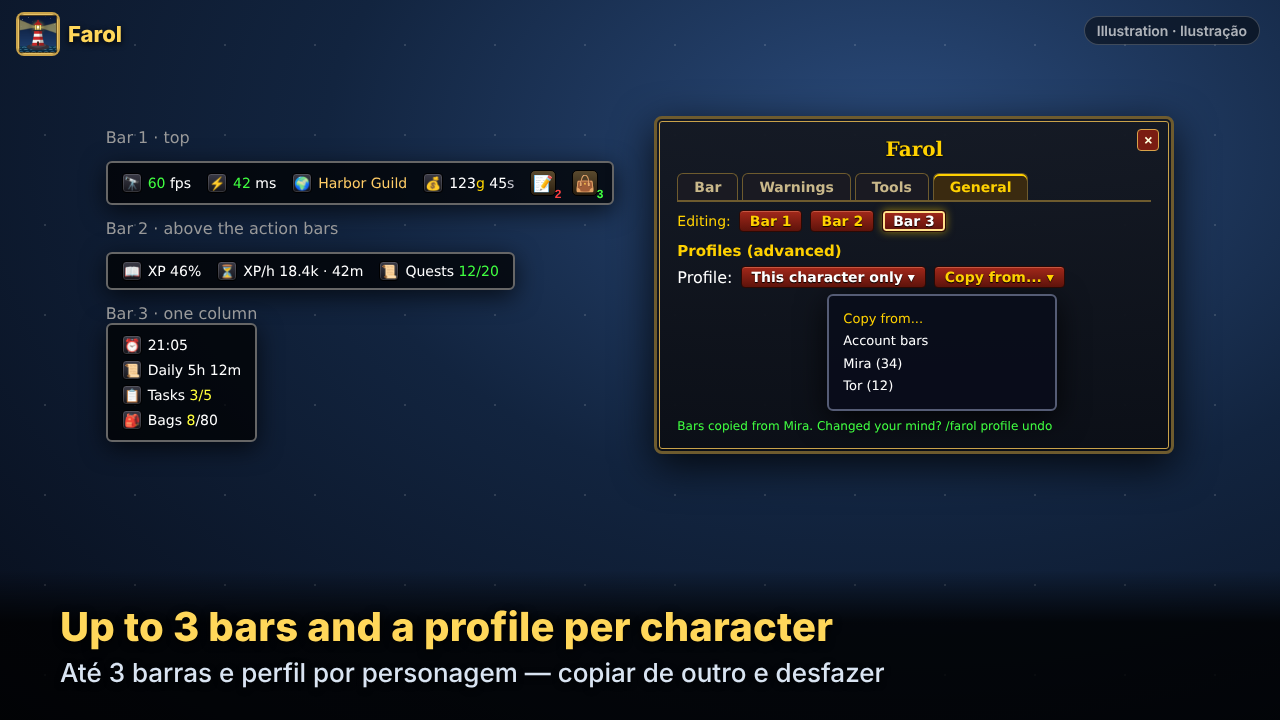 Farol
Illustration · Ilustração
Bar 1 · top
60 fps 42 ms Harbor Guild 123g 45s 2 3
Bar 2 · above the action bars
XP 46% XP/h 18.4k · 42m Quests 12/20
Bar 3 · one column
21:05
Daily 5h 12m
Tasks 3/5
Bags 8/80
Farol
×
Bar Warnings Tools General
Editing: Bar 1 Bar 2 Bar 3
Profiles (advanced)
Profile: This character only ▾ Copy from... ▾
Copy from...
Account bars
Mira (34)
Tor (12)
Bars copied from Mira. Changed your mind? /farol profile undo
Up to 3 bars and a profile per character
Até 3 barras e perfil por personagem — copiar de outro e desfazer